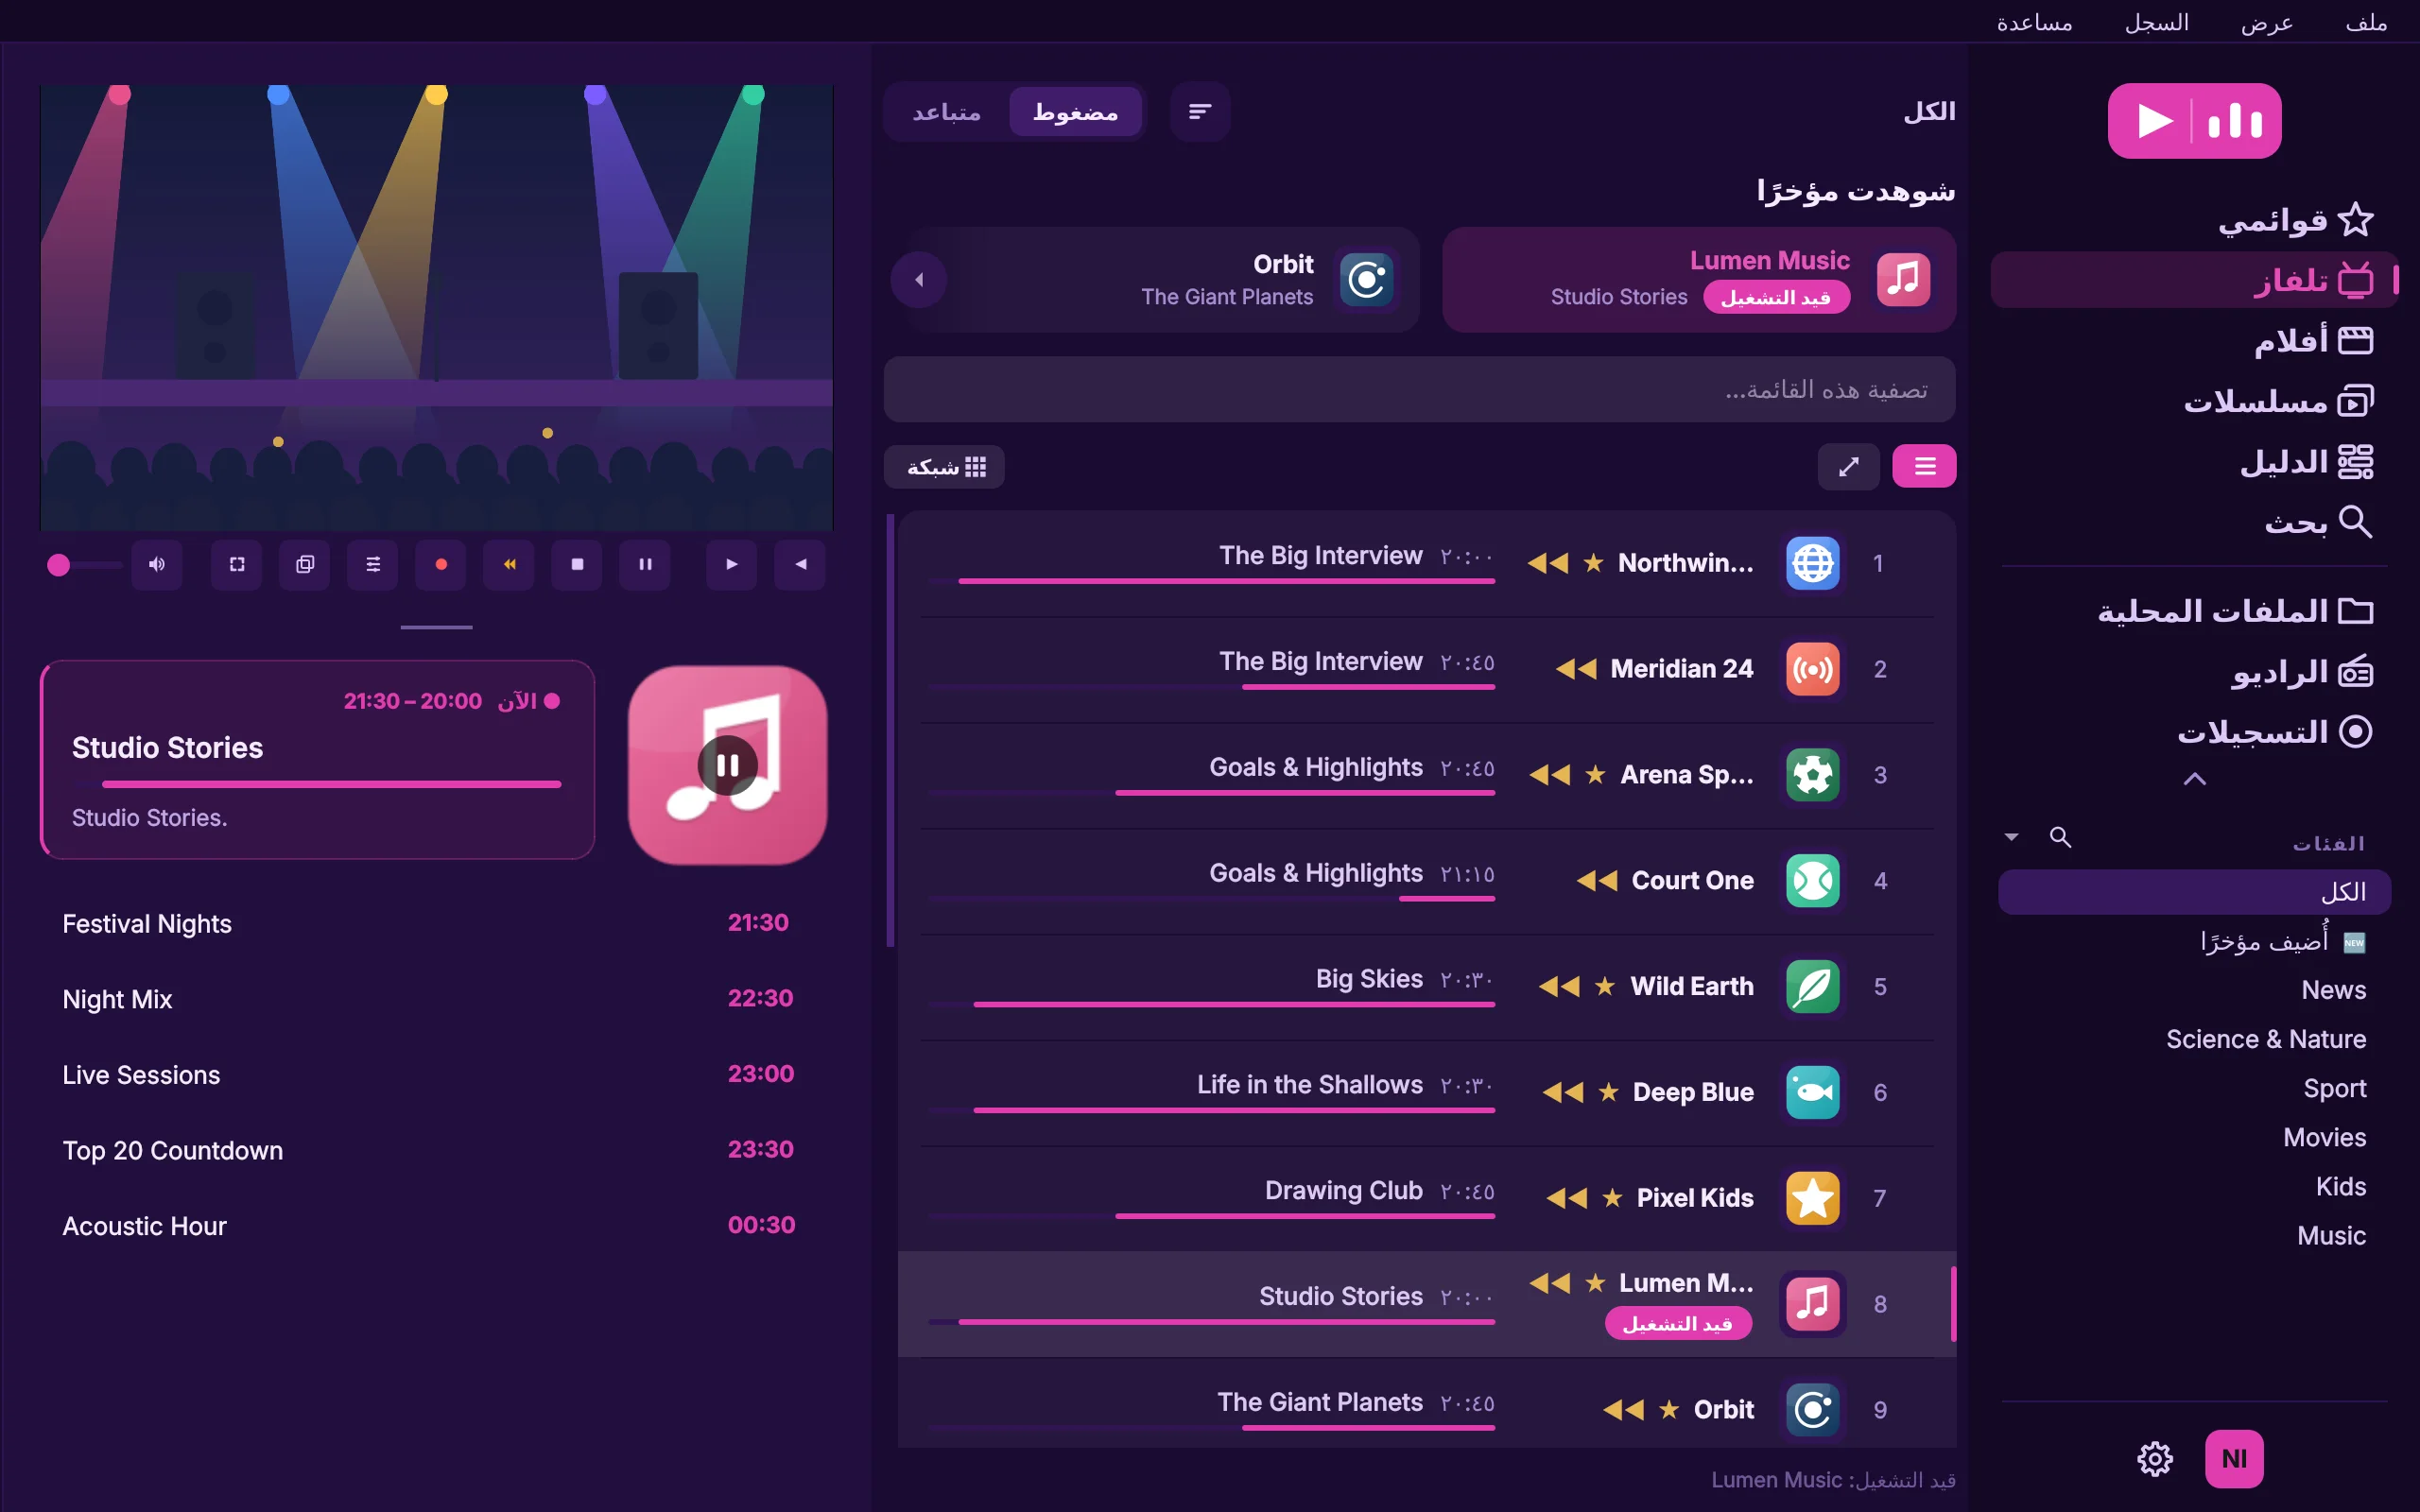 ملف
عرض
السجل
مساعدة
قوائمي
تلفاز
أفلام
مسلسلات
الدليل
بحث
الملفات المحلية
الراديو
التسجيلات
الفئات
الكل
🆕 أُضيف مؤخرًا
News
Science & Nature
Sport
Movies
Kids
Music
NI
الكل
مضغوط
متباعد
شوهدت مؤخرًا
Lumen Music
قيد التشغيل Studio Stories
Orbit
The Giant Planets
تصفية هذه القائمة...
شبكة
1 Northwin... ٢٠:٠٠ The Big Interview
2 Meridian 24 ٢٠:٤٥ The Big Interview
3 Arena Sp... ٢٠:٤٥ Goals & Highlights
4 Court One ٢١:١٥ Goals & Highlights
5 Wild Earth ٢٠:٣٠ Big Skies
6 Deep Blue ٢٠:٣٠ Life in the Shallows
7 Pixel Kids ٢٠:٤٥ Drawing Club
8 Lumen M... ٢٠:٠٠ Studio Stories
قيد التشغيل
9 Orbit ٢٠:٤٥ The Giant Planets
قيد التشغيل: Lumen Music
الآن 20:00 – 21:30
Studio Stories
Studio Stories.
21:30 Festival Nights
22:30 Night Mix
23:00 Live Sessions
23:30 Top 20 Countdown
00:30 Acoustic Hour